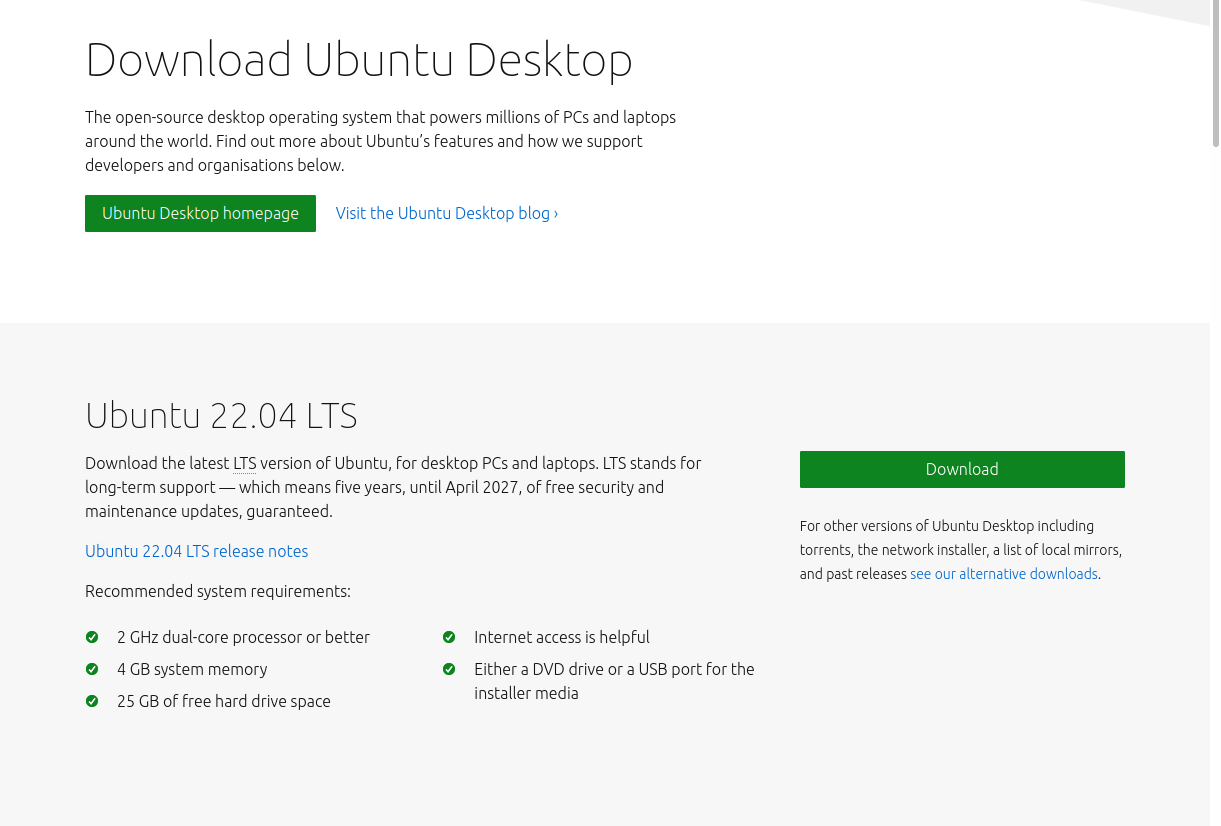 Download Ubuntu Desktop
The open-source desktop operating system that powers millions of PCs and laptops
around the world. Find out more about Ubuntu’s features and how we support
developers and organisations below.
Ubuntu Desktop homepage
Visit the Ubuntu Desktop blog ›
Ubuntu 22.04 LTS
Download the latest LTS version of Ubuntu, for desktop PCs and laptops. LTS stands for
long-term support — which means five years, until April 2027, of free security and
maintenance updates, guaranteed.
Ubuntu 22.04 LTS release notes
Recommended system requirements:
2 GHz dual-core processor or better
4 GB system memory
25 GB of free hard drive space
Internet access is helpful
Either a DVD drive or a USB port for the
installer media
Download
For other versions of Ubuntu Desktop including
torrents, the network installer, a list of local mirrors,
and past releases see our alternative downloads.